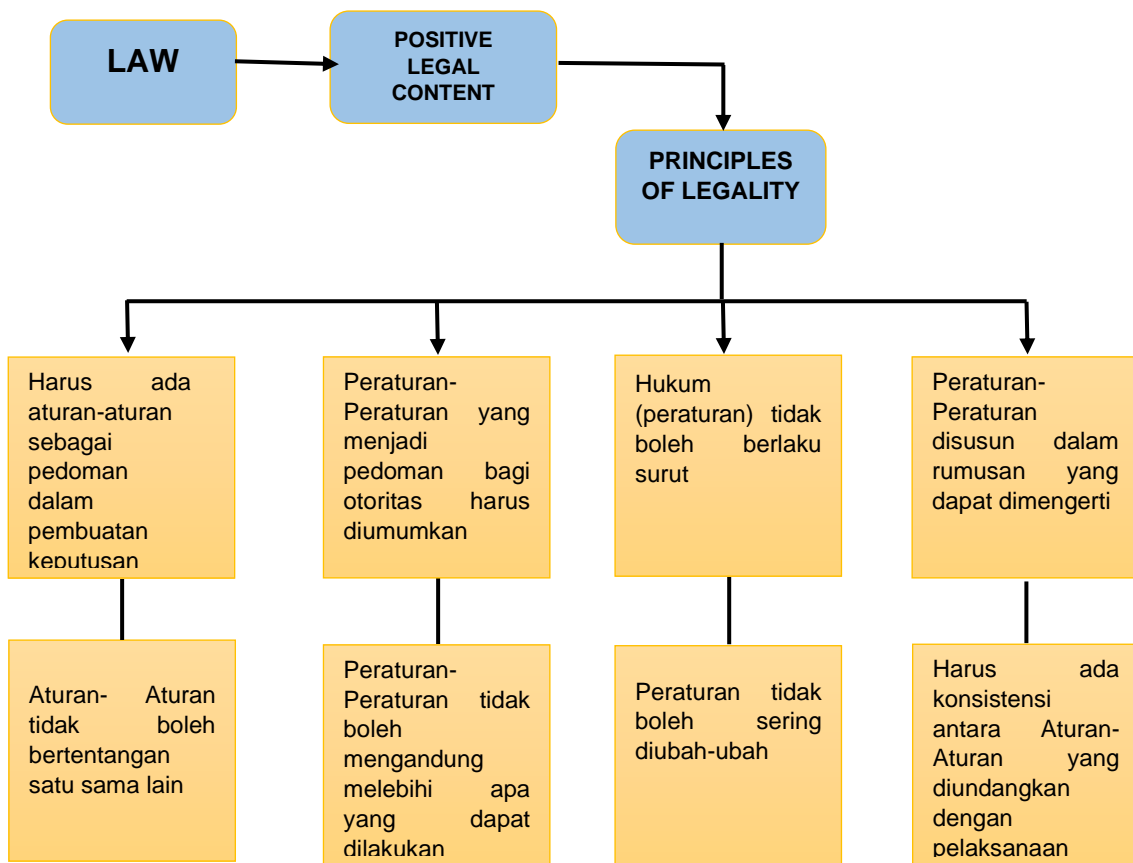 LAW
POSITIVE
LEGAL
CONTENT
PRINCIPLES
OF LEGALITY
Harus ada
aturan-aturan
sebagai
pedoman
dalam
pembuatan
keputusan
Peraturan-
Peraturan yang
menjadi
pedoman bagi
otoritas harus
diumumkan
Hukum
(peraturan) tidak
boleh berlaku
surut
Peraturan-
Peraturan
disusun dalam
rumusan yang
dapat dimengerti
Aturan- Aturan
tidak boleh
bertentangan
satu sama lain
Peraturan-
Peraturan tidak
boleh
mengandung
melebihi apa
yang dapat
dilakukan
Peraturan tidak
boleh sering
diubah-ubah
Harus ada
konsistensi
antara Aturan-
Aturan yang
diundangkan
dengan
pelaksanaan